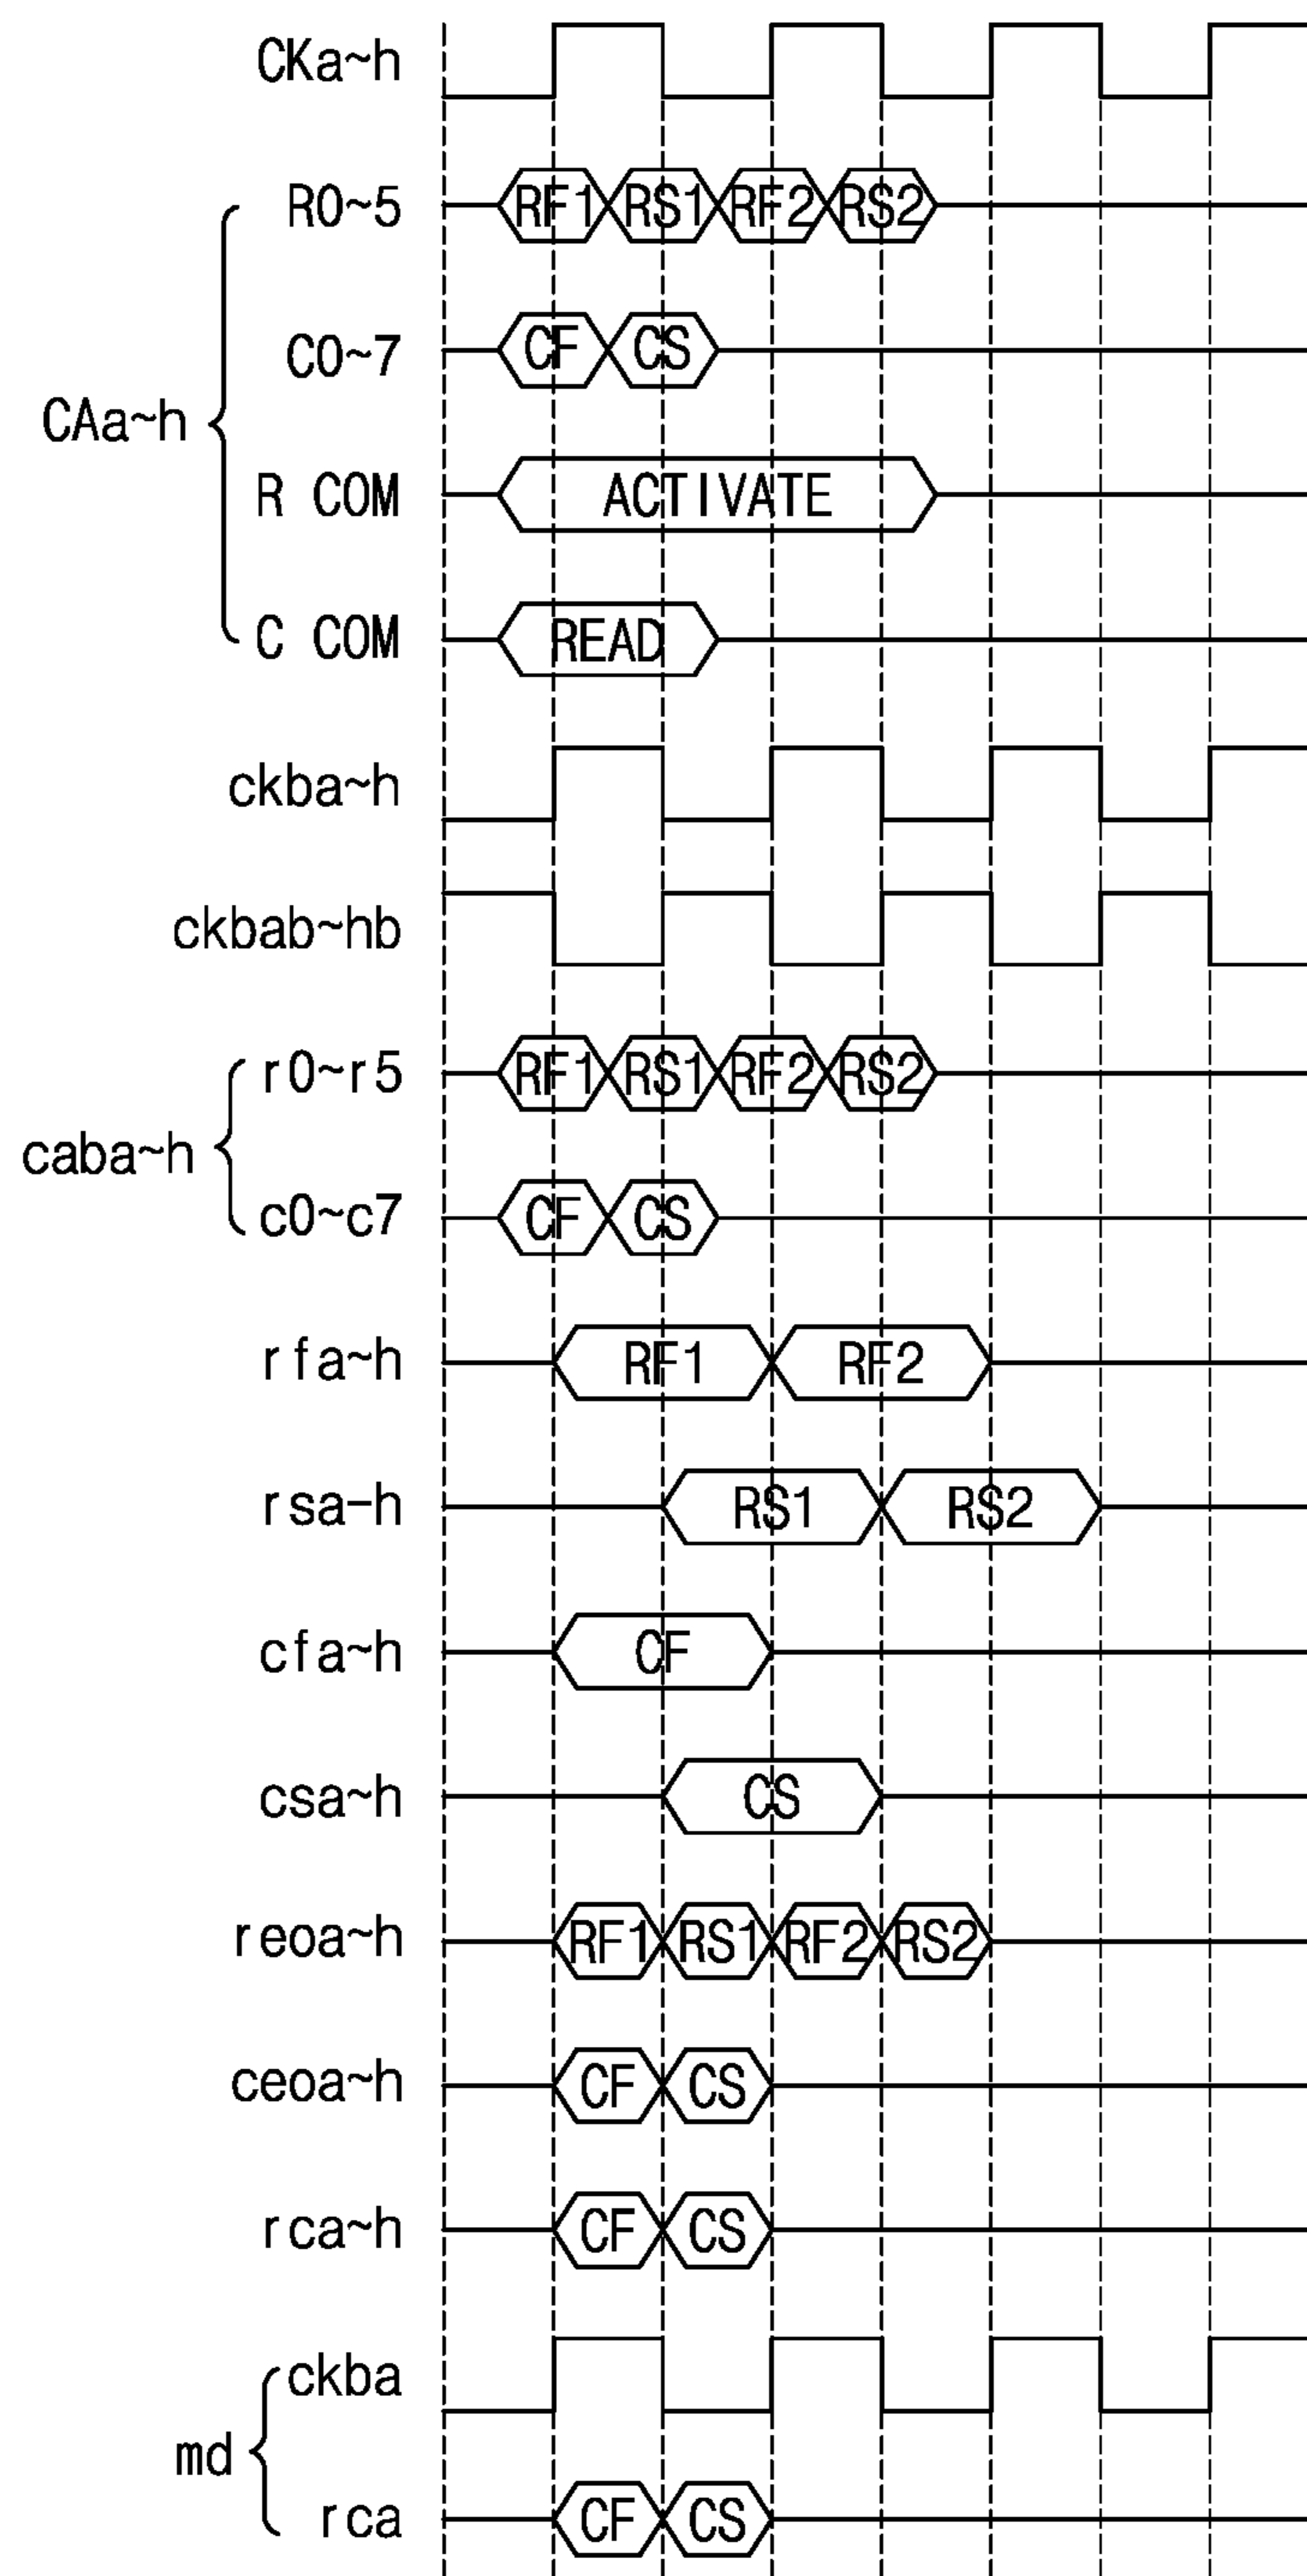 CKa~h
R0~5 RF1 RS1 RF2 RS2
C0~7 CF CS
CAa~h
R COM ACTIVATE
C COM READ
ckba~h
ckbab~hb
r0~r5 RF1 RS1 RF2 RS2
caba~h
c0~c7 CF CS
rfa~h RF1 RF2
rsa-h RS1 RS2
cfa~h CF
csa~h CS
reoa~h RF1 RS1 RF2 RS2
ceoa~h CF CS
rca~h CF CS
ckba
md
rca CF CS